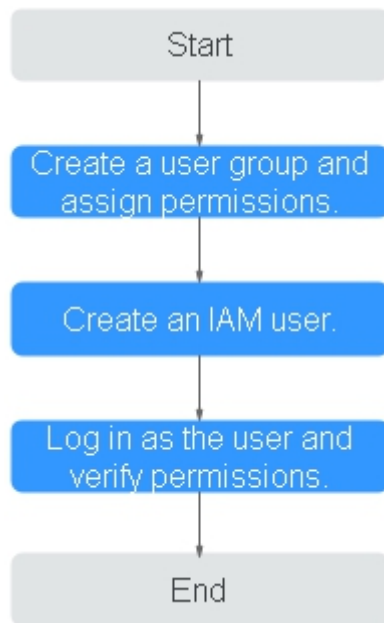 Start
Create a user group and
assign permissions.
Create an IAM user.
Log in as the user and
verify permissions.
End